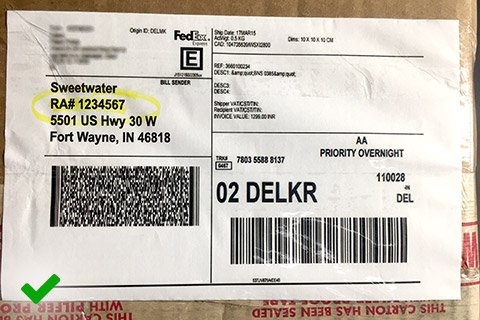 Origin ID: DELMK
FedEx
Express
E
BILL SENDER
Sweetwater
RA# 1234567
5501 US Hwy 30 W
Fort Wayne, IN 46818
Ship Date: 17MAR15
ActWgt: 0.5 KG
Dims: 10 X 10 X 10 CM
REF: 3660100234
DESC3:
DESC4:
Shipper VAT/CST/TIN:
Recipient VAT/CST/TIN:
INVOICE VALUE: 1299.00 INR
AA
PRIORITY OVERNIGHT
TRK# 7803 5588 8137
0467
110028
-IN
02 DELKR
DEL
THIS CARTON HAS BEEN SEALED